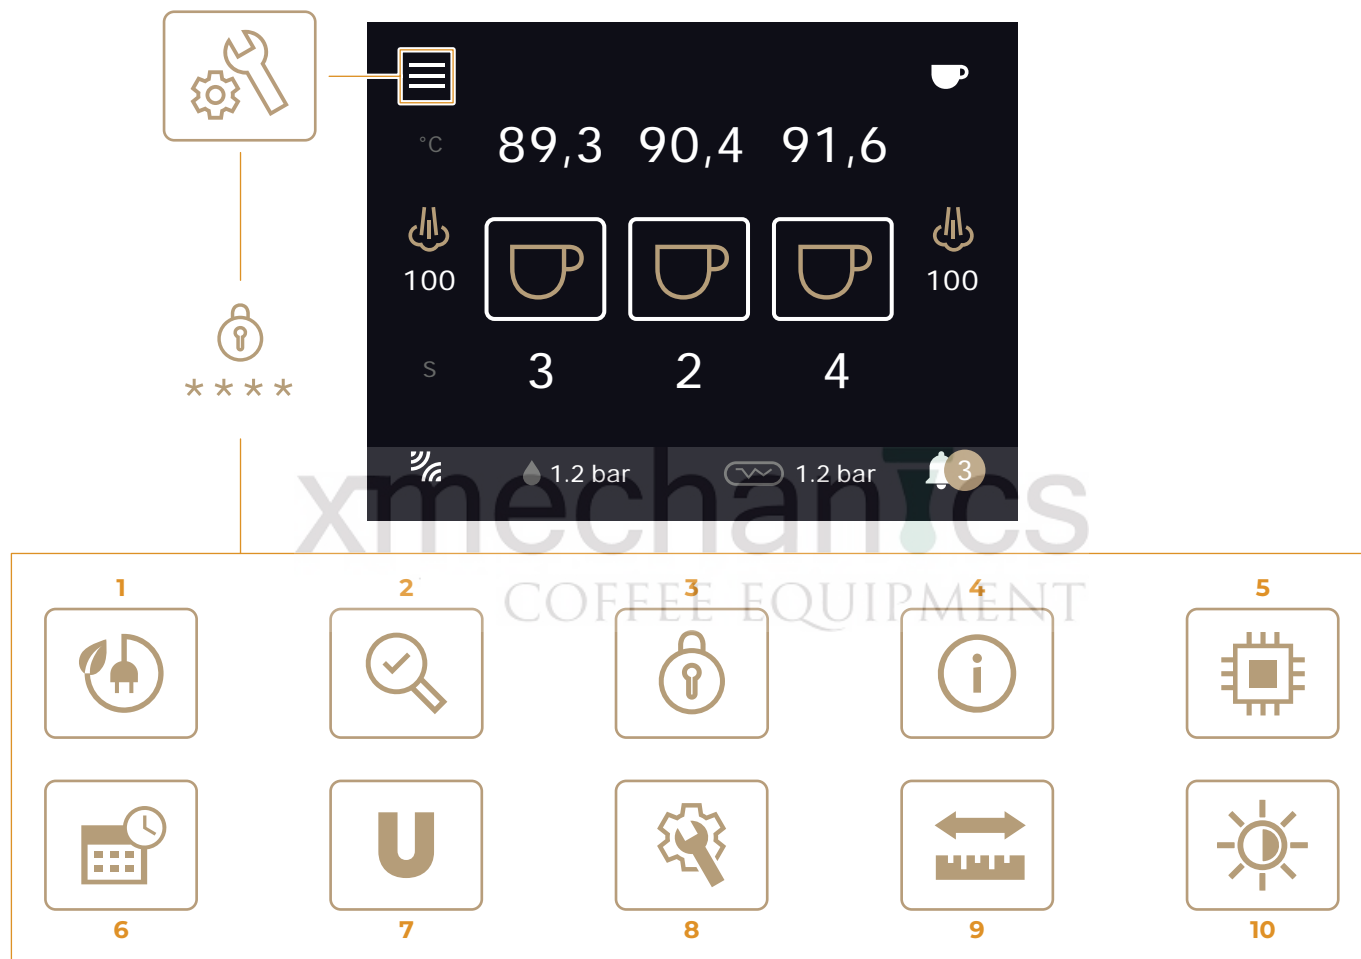 °C 89,3 90,4 91,6
100 100
S 3 2 4
****
1.2 bar 1.2 bar 3
xmechanics
COFFEE EQUIPMENT
1 2 3 4 5
U
6 7 8 9 10